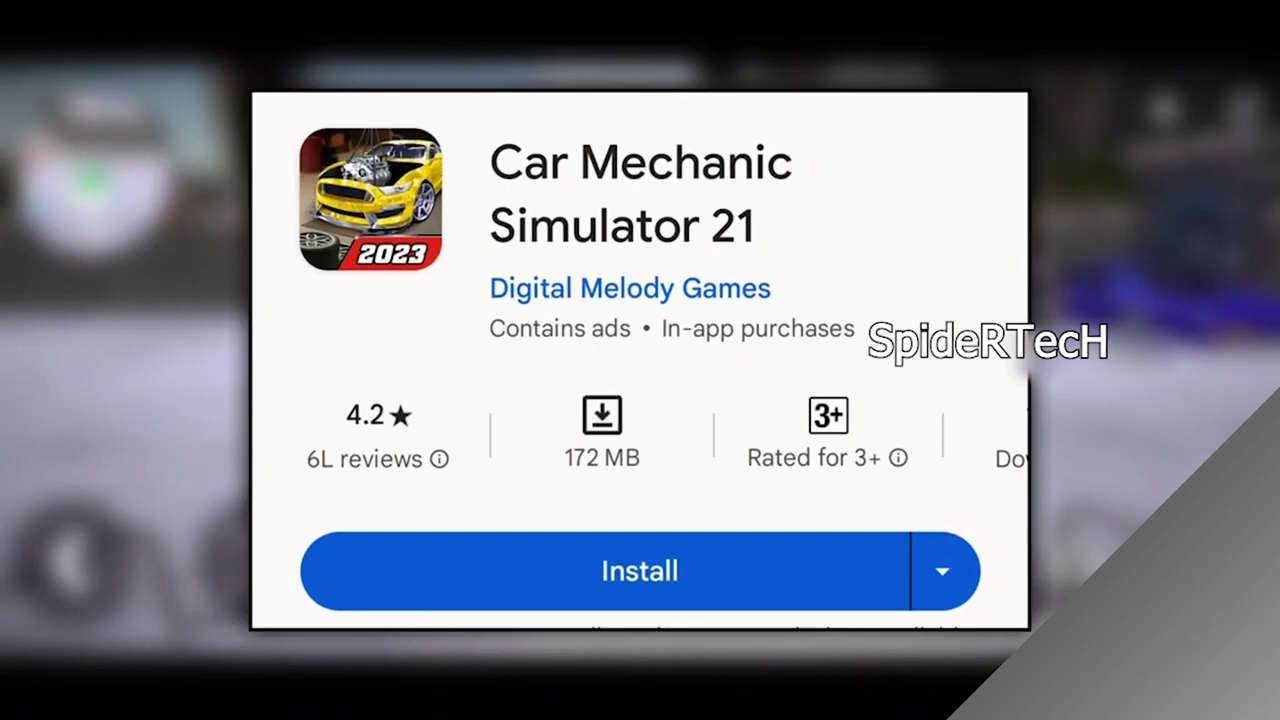 Car Mechanic
Simulator 21
2023
Digital Melody Games
Contains ads • In-app purchases
SpideRTecH
4.2★
3+
6L reviews
172 MB
Rated for 3+
Install